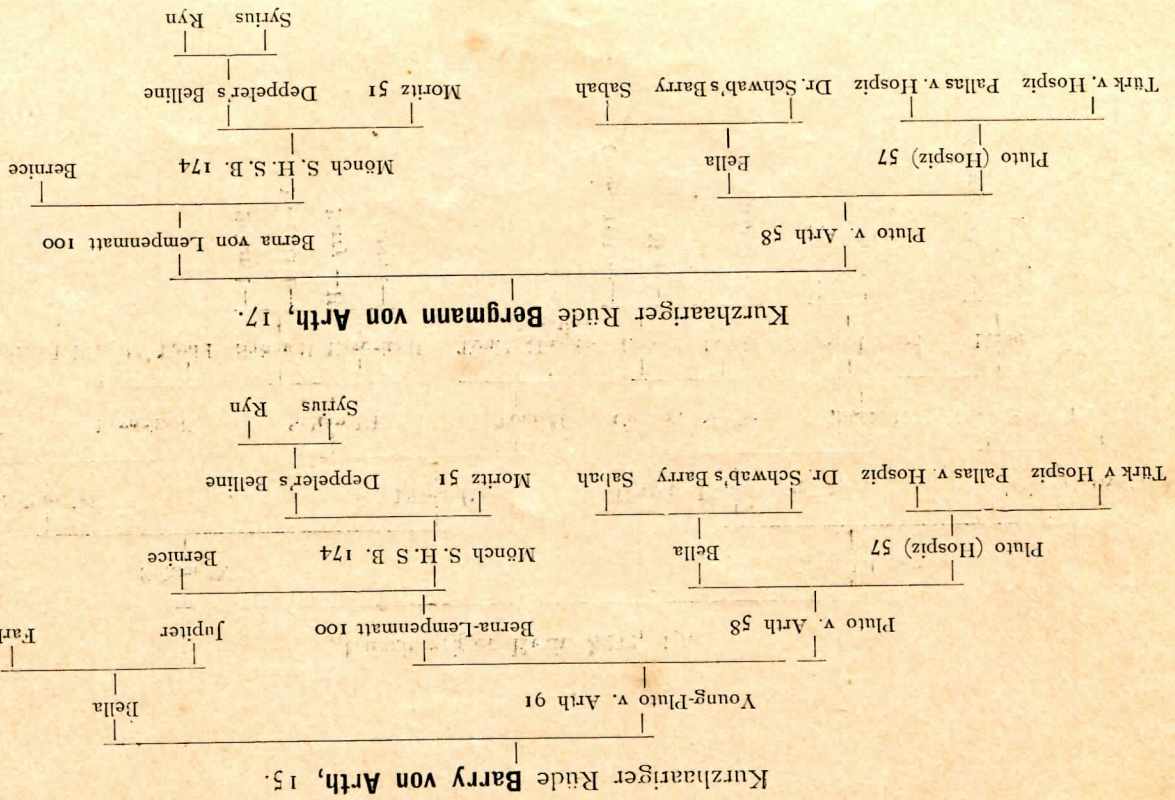 Kurzhaariger Rüde Barry von Arth, 15.
Young-Pluto v. Arth 91 Bella
Pluto v. Arth 58 Berna-Lempenmatt 100 Jupiter
Pluto (Hospiz) 57 Bella Mönch S. H. S B. 174 Bernice
Türk v Hospiz Pallas v. Hospiz Dr. Schwab's Barry Sabah Moritz 51 Deppeler's Belline
Syrius Ryn
Kurzhaariger Rüde Bergmann von Arth, 17.
Pluto v. Arth 58 Berna von Lempenmatt 100
Pluto (Hospiz) 57 Bella Mönch S. H. S. B. 174 Bernice
Türk v. Hospiz Pallas v. Hospiz Dr. Schwab's Barry Sabah Moritz 51 Deppeler's Belline
Syrius Ryn